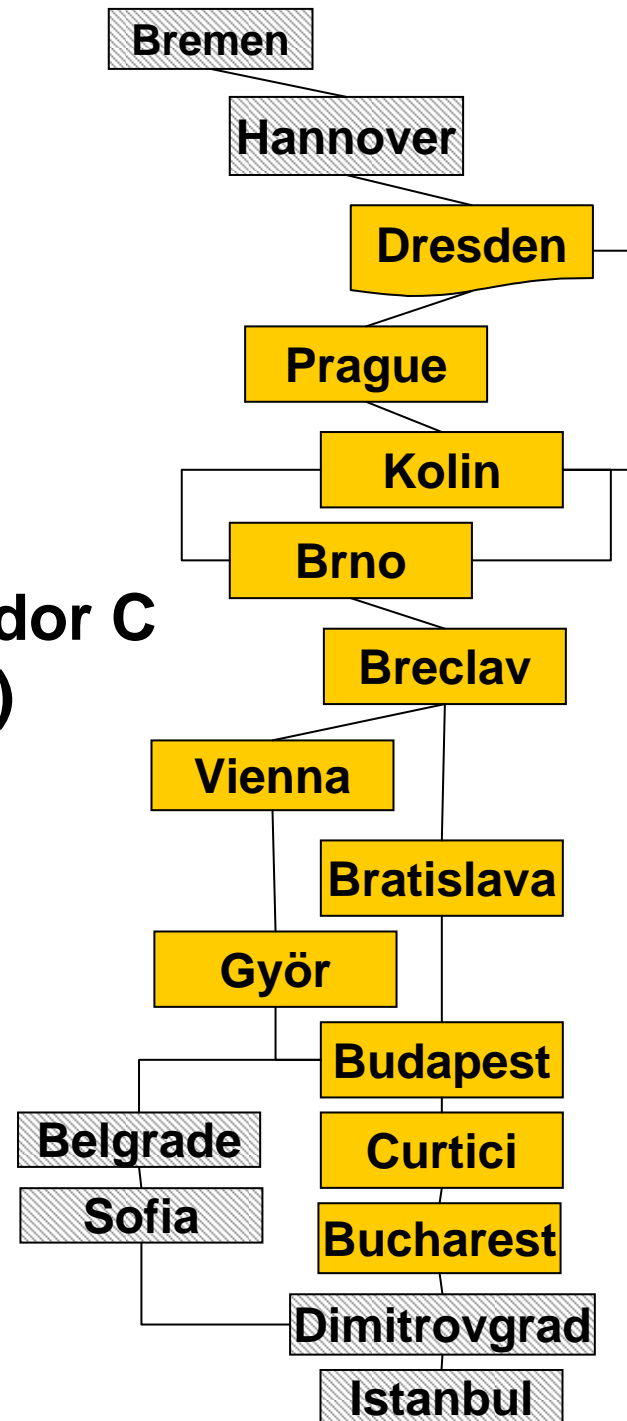 Bremen
Hannover
Dresden
Prague
Kolin
Brno
dor C
)
Breclav
Vienna
Bratislava
Györ
Budapest
Belgrade
Curtici
Sofia
Bucharest
Dimitrovgrad
Istanbul